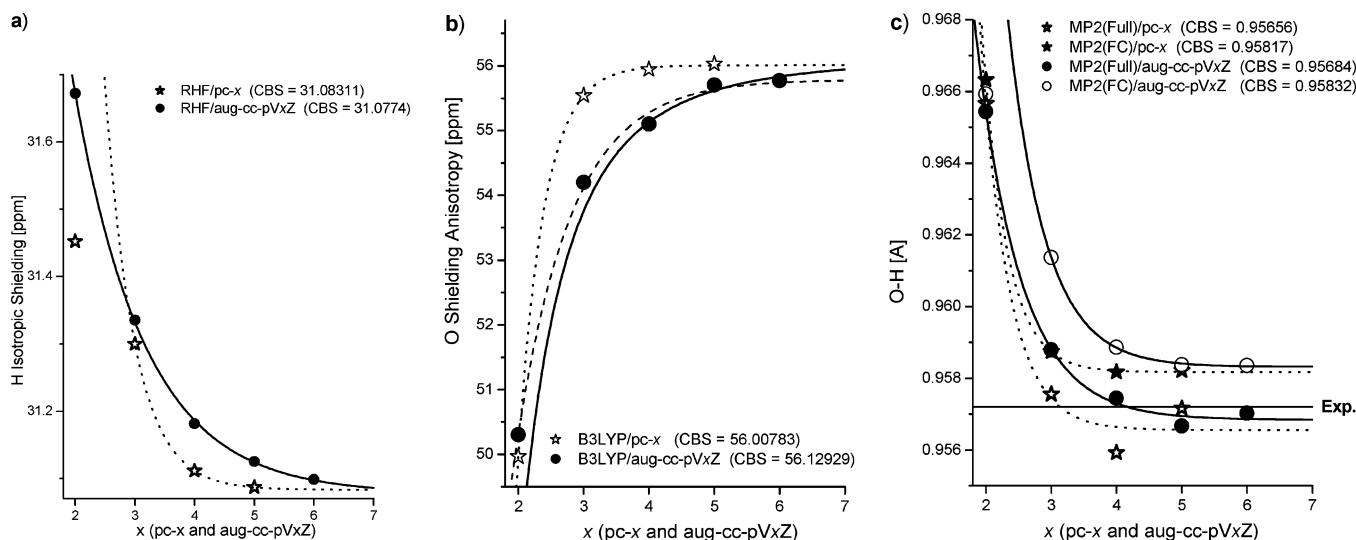 a)
RHF/pc-x (CBS = 31.08311)
RHF/aug-cc-pVxZ (CBS = 31.0774)
H Isotropic Shielding [ppm]
31.6
31.4
31.2
2 3 4 5 6 7
x (pc-x and aug-cc-pVxZ)
b)
O Shielding Anisotropy [ppm]
56
55
54
53
52
51
50
B3LYP/pc-x (CBS = 56.00783)
B3LYP/aug-cc-pVxZ (CBS = 56.12929)
2 3 4 5 6 7
x (pc-x and aug-cc-pVxZ)
c)
MP2(Full)/pc-x (CBS = 0.95656)
MP2(FC)/pc-x (CBS = 0.95817)
MP2(Full)/aug-cc-pVxZ (CBS = 0.95684)
MP2(FC)/aug-cc-pVxZ (CBS = 0.95832)
O-H [A]
0.968
0.966
0.964
0.962
0.960
0.958
0.956
Exp.
2 3 4 5 6 7
x (pc-x and aug-cc-pVxZ)